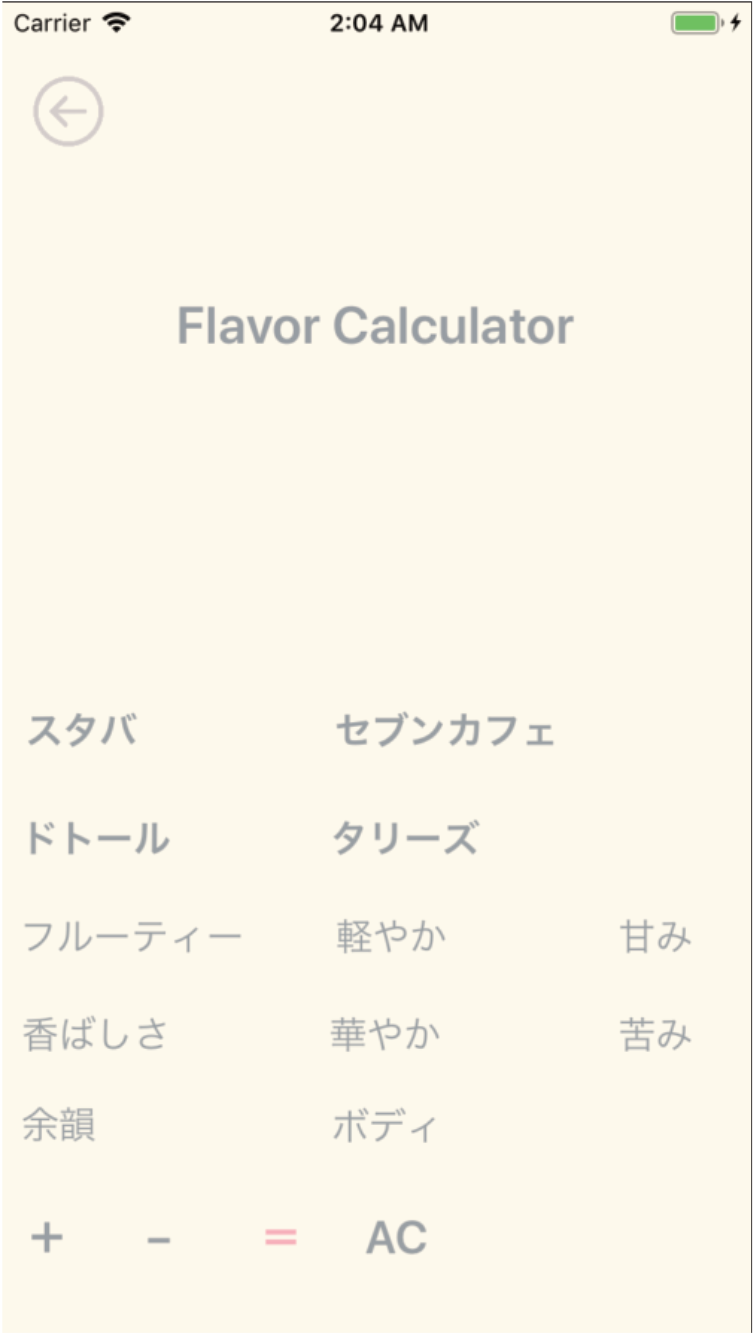 Carrier 2:04 AM
Flavor Calculator
スタバ セブンカフェ
ドトール タリーズ
フルーティー 軽やか 甘み
香ばしさ 華やか 苦み
余韻 ボディ
+ - = AC